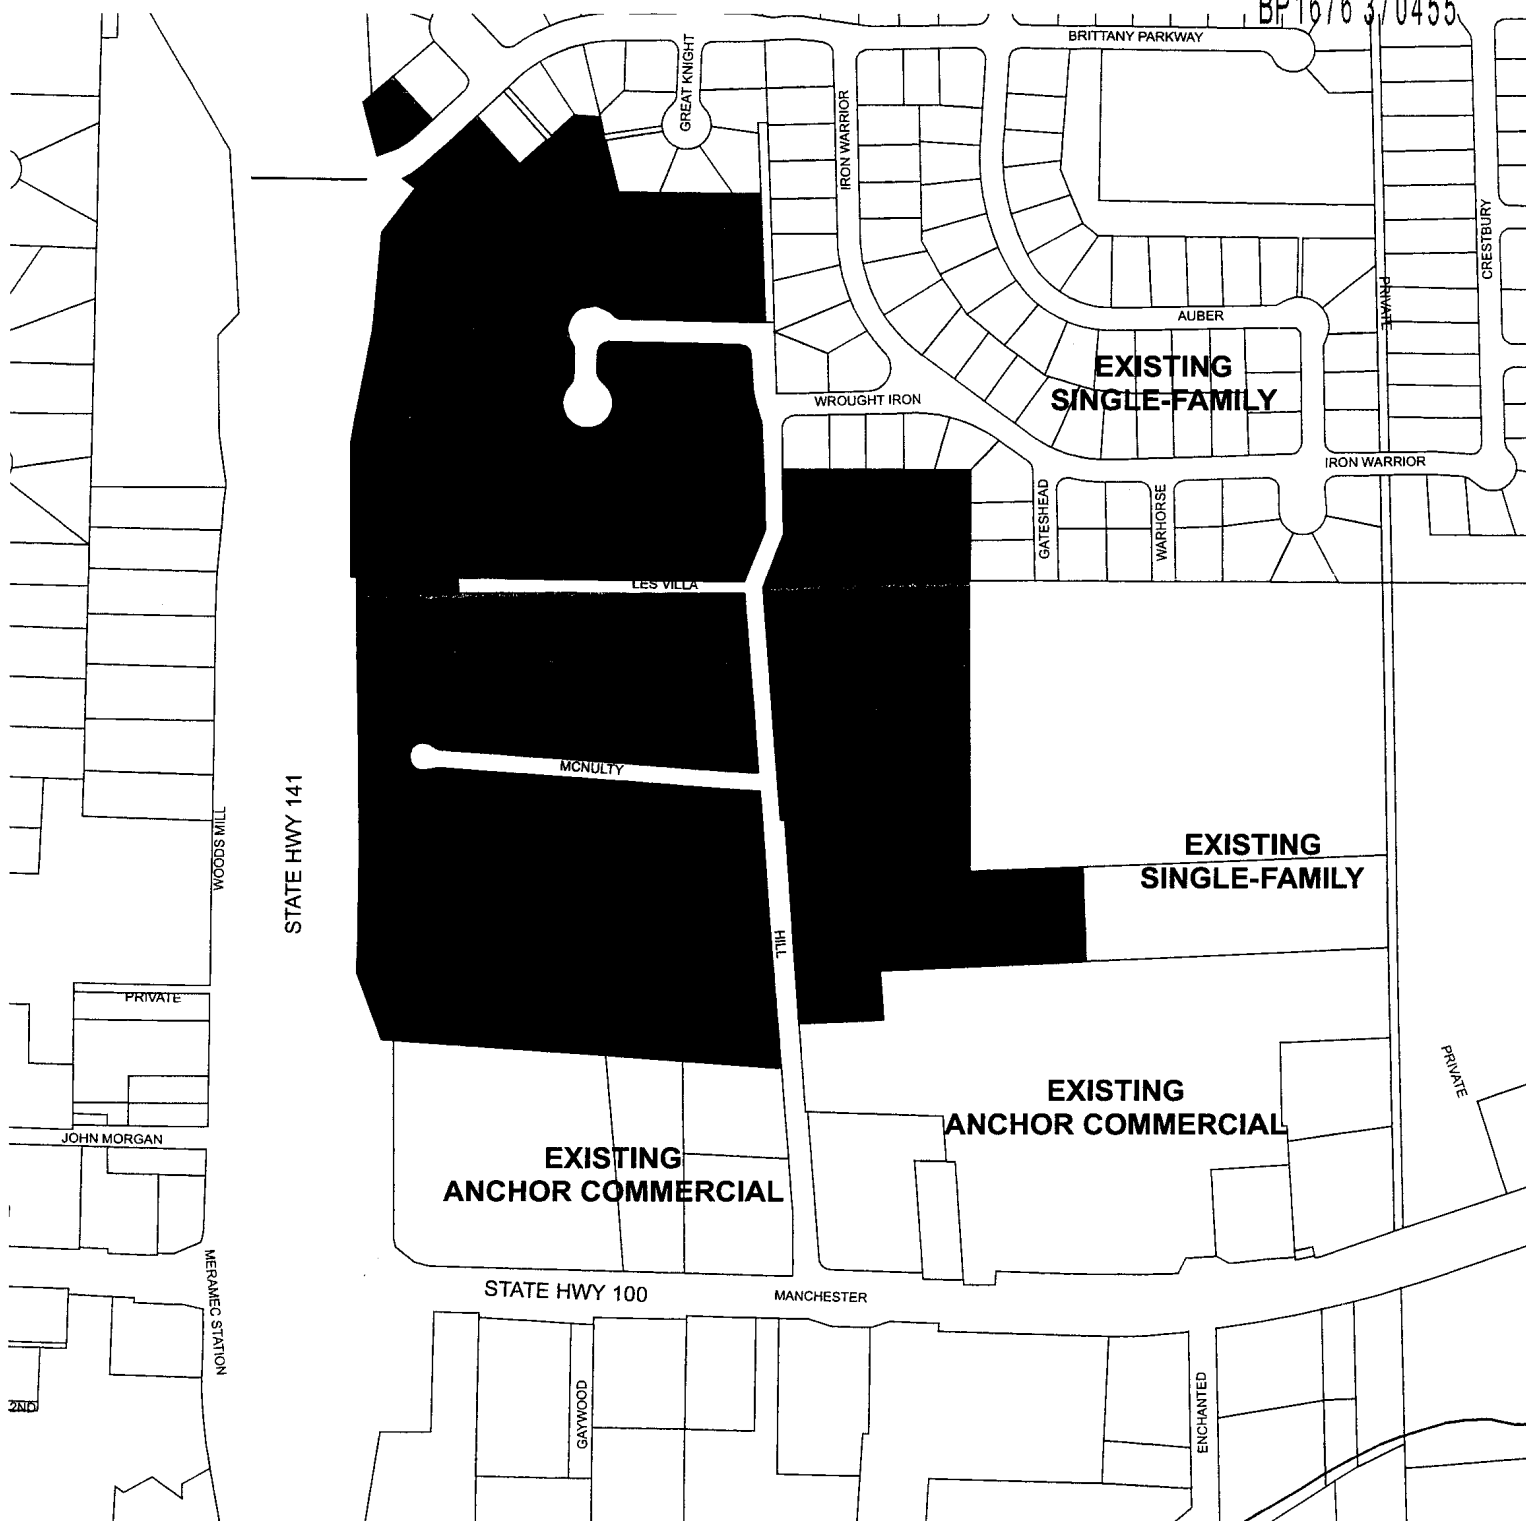 BP 16763/0455
BRITTANY PARKWAY
GREAT KNIGHT
IRON WARRIOR
CRESTBURY
PRIVATE
AUBER
EXISTING
SINGLE-FAMILY
WROUGHT IRON
IRON WARRIOR
GATESHEAD
WARHORSE
LES VILLA
MCNULTY
STATE HWY 141
WOODS MILL
EXISTING
SINGLE-FAMILY
HILL
PRIVATE
PRIVATE
EXISTING
ANCHOR COMMERCIAL
JOHN MORGAN
EXISTING
ANCHOR COMMERCIAL
MERAMEC STATION
STATE HWY 100
MANCHESTER
GAYWOOD
ENCHANTED
2ND